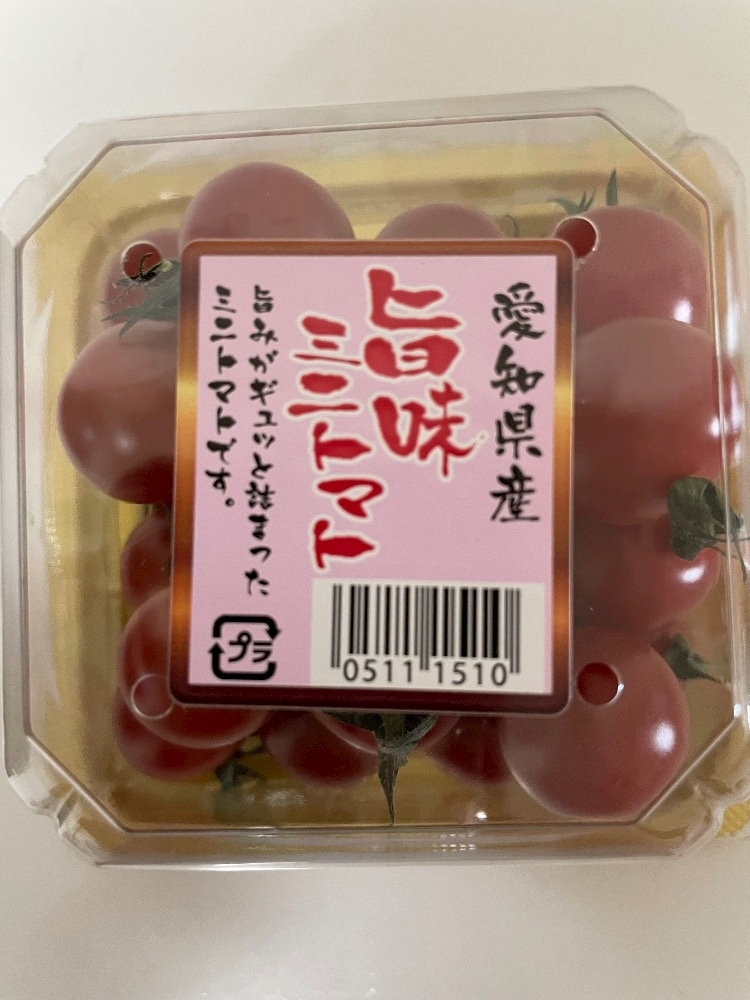 愛知県産
旨味
ミニトマト
旨みがギュッと詰まった
ミニトマトです。
プラ
0511 1510